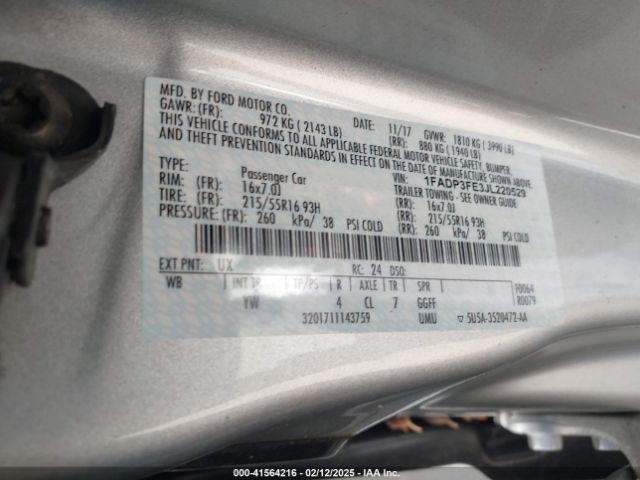 MFD. BY FORD MOTOR CO.
GAWR: (FR): 972 KG ( 2143 LB) 11/17 GVWR: 1810 KG ( 3990 LB)
(RR): 880 KG ( 1940 LB)
THIS VEHICLE CONFORMS TO ALL APPLICABLE FEDERAL MOTOR VEHICLE SAFETY, BUMPER,
AND THEFT PREVENTION STANDARDS IN EFFECT ON THE DATE OF MANUFACTURE SHOWN ABOVE.
VIN: 1FADP3FE3JL220529
TYPE: Passenger Car TRAILER TOWING - SEE OWNER GUIDE
RIM: (FR): 16x7.0J (RR): 16x7.0J
TIRE: (FR): 215/55R16 93H (RR): 215/55R16 93H
PRESSURE: (FR): 260 kPa/ 38 PSI COLD (RR): 260 kPa/ 38 PSI COLD
EXT PNT: UX RC: 24 DSO:
WB INT TR TP/PS R AXLE TR SPR F0064
YW 4 CL 7 GGFF R0079
3201711143759 UMU ▽ 5U5A-3520472-AA
000-41564216 - 02/12/2025 - IAA Inc.